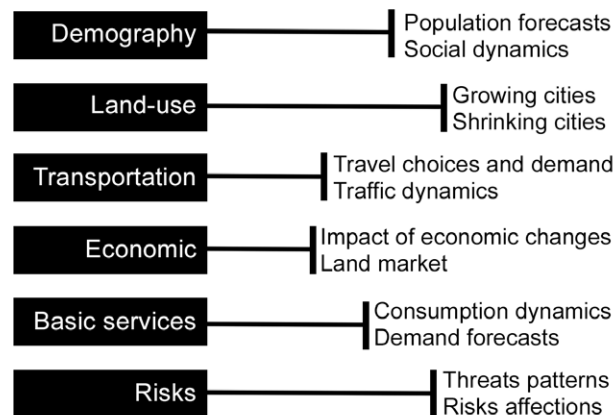 Demography
Population forecasts
Social dynamics
Land-use
Growing cities
Shrinking cities
Transportation
Travel choices and demand
Traffic dynamics
Economic
Impact of economic changes
Land market
Basic services
Consumption dynamics
Demand forecasts
Risks
Threats patterns
Risks affections